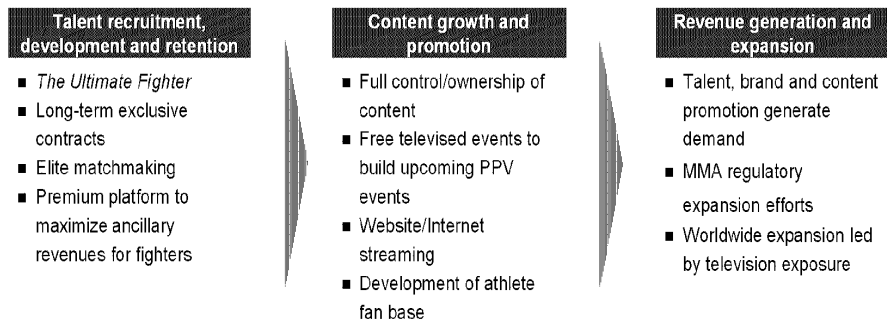 Talent recruitment,
development and retention
■ The Ultimate Fighter
■ Long-term exclusive
contracts
■ Elite matchmaking
■ Premium platform to
maximize ancillary
revenues for fighters
Content growth and
promotion
■ Full control/ownership of
content
■ Free televised events to
build upcoming PPV
events
■ Website/Internet
streaming
■ Development of athlete
fan base
Revenue generation and
expansion
■ Talent, brand and content
promotion generate
demand
■ MMA regulatory
expansion efforts
■ Worldwide expansion led
by television exposure